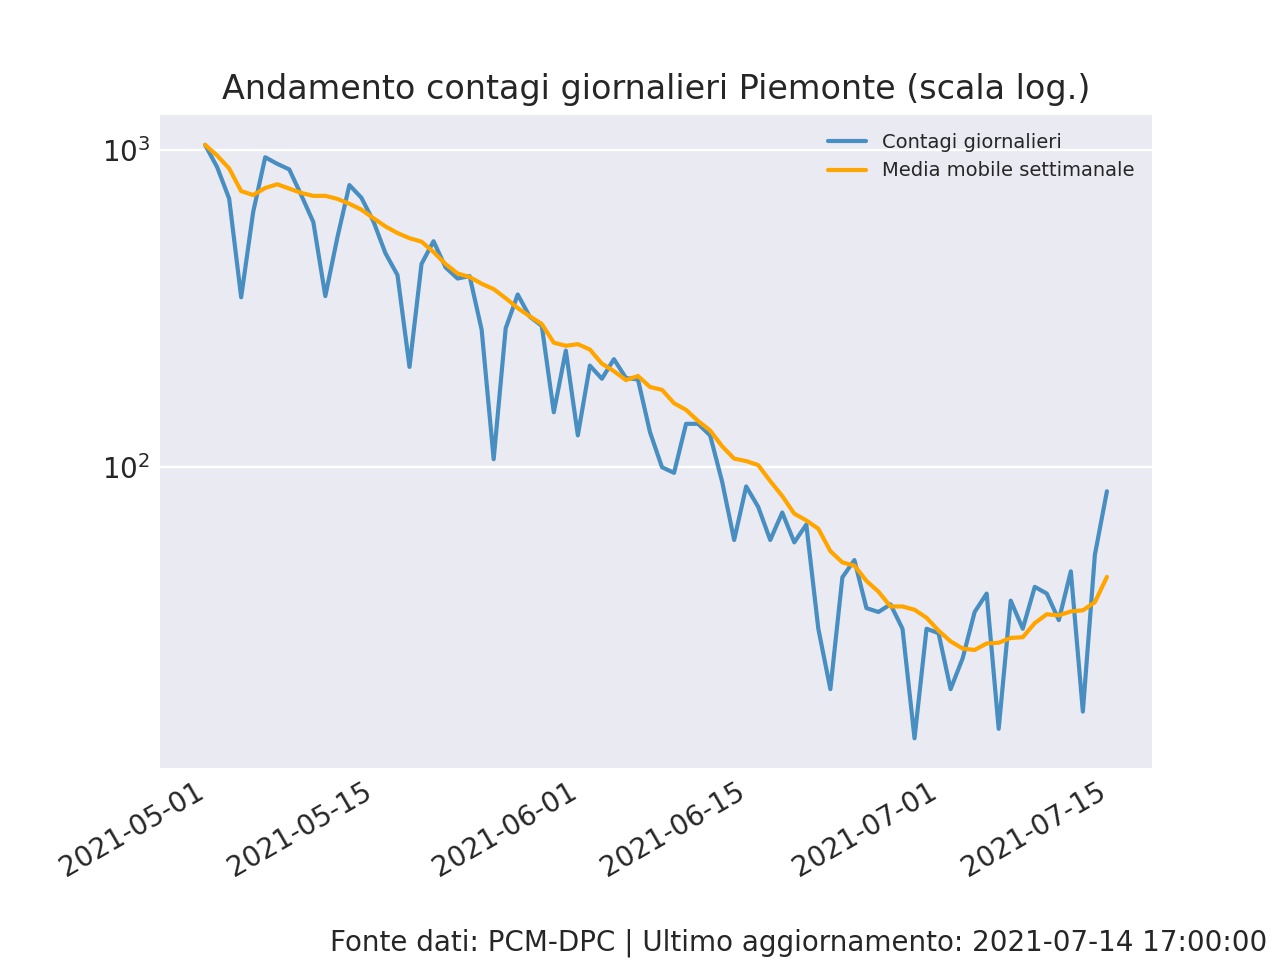 Andamento contagi giornalieri Piemonte (scala log.)
Contagi giornalieri
Media mobile settimanale
10³
10²
2021-05-01
2021-05-15
2021-06-01
2021-06-15
2021-07-01
2021-07-15
Fonte dati: PCM-DPC | Ultimo aggiornamento: 2021-07-14 17:00:00